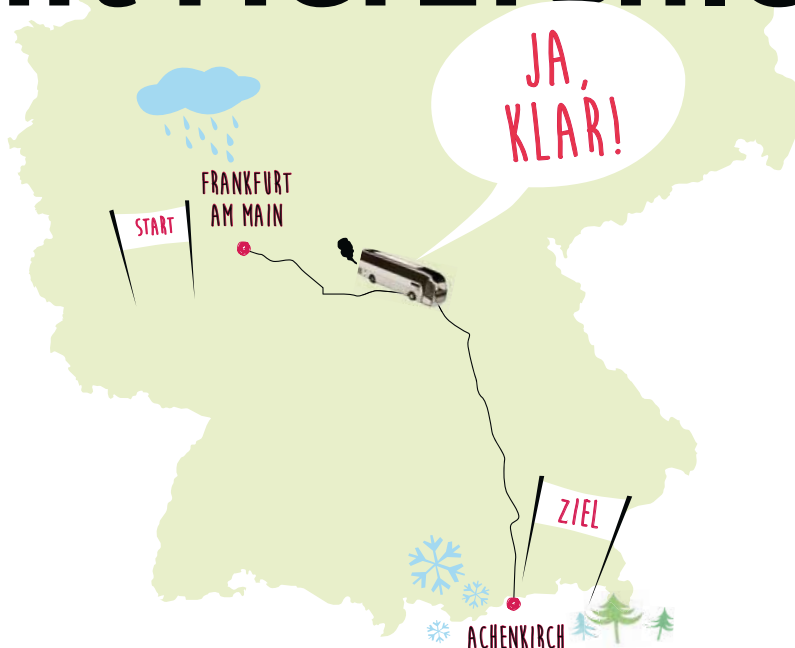 JA,
KLAR!
FRANKFURT
AM MAIN
START
ZIEL
ACHENKIRCH